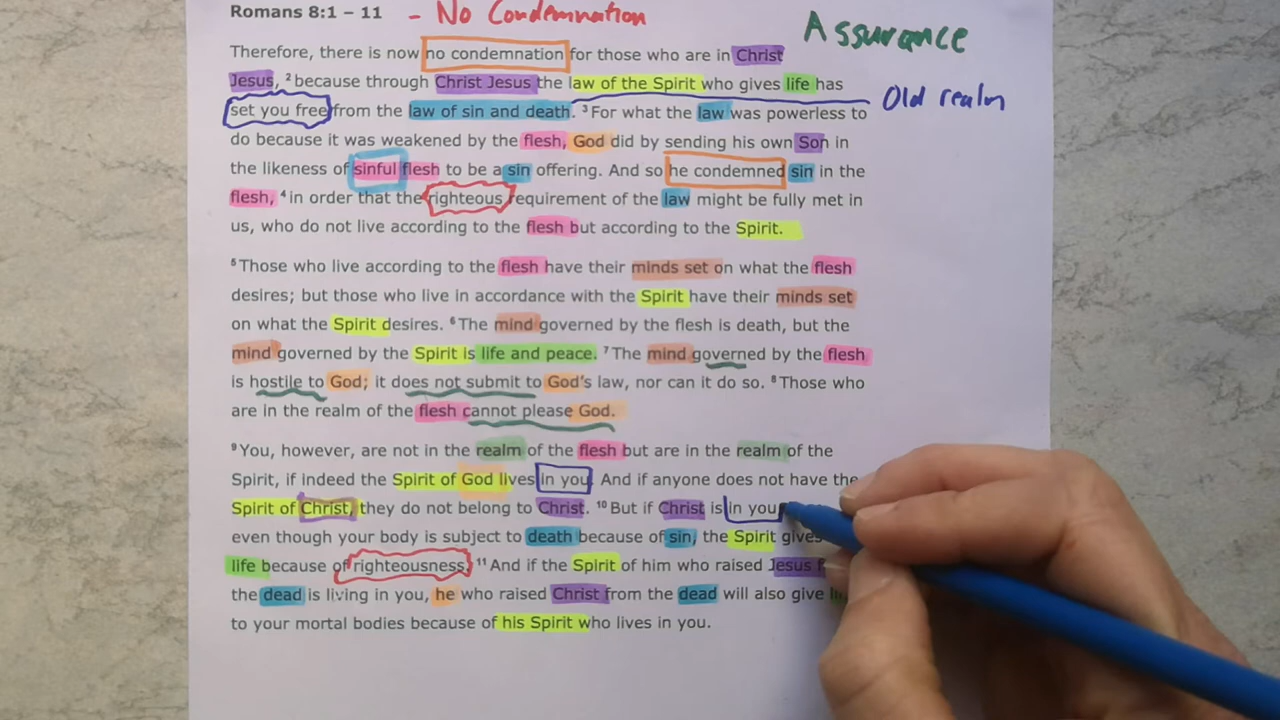 Romans 8:1 – 11 - No Condemnation
Assurance
Therefore, there is now no condemnation for those who are in Christ
Jesus, ² because through Christ Jesus the law of the Spirit who gives life has
Old realm
set you free from the law of sin and death. ³ For what the law was powerless to
do because it was weakened by the flesh, God did by sending his own Son in
the likeness of sinful flesh to be a sin offering. And so he condemned sin in the
flesh, ⁴ in order that the righteous requirement of the law might be fully met in
us, who do not live according to the flesh but according to the Spirit.
⁵ Those who live according to the flesh have their minds set on what the flesh
desires; but those who live in accordance with the Spirit have their minds set
on what the Spirit desires. ⁶ The mind governed by the flesh is death, but the
mind governed by the Spirit is life and peace. ⁷ The mind governed by the flesh
is hostile to God; it does not submit to God's law, nor can it do so. ⁸ Those who
are in the realm of the flesh cannot please God.
⁹ You, however, are not in the realm of the flesh but are in the realm of the
Spirit, if indeed the Spirit of God lives in you. And if anyone does not have the
Spirit of Christ, they do not belong to Christ. ¹⁰ But if Christ is in you
even though your body is subject to death because of sin, the Spirit gives
life because of righteousness. ¹¹ And if the Spirit of him who raised Jesus
the dead is living in you, he who raised Christ from the dead will also give
to your mortal bodies because of his Spirit who lives in you.